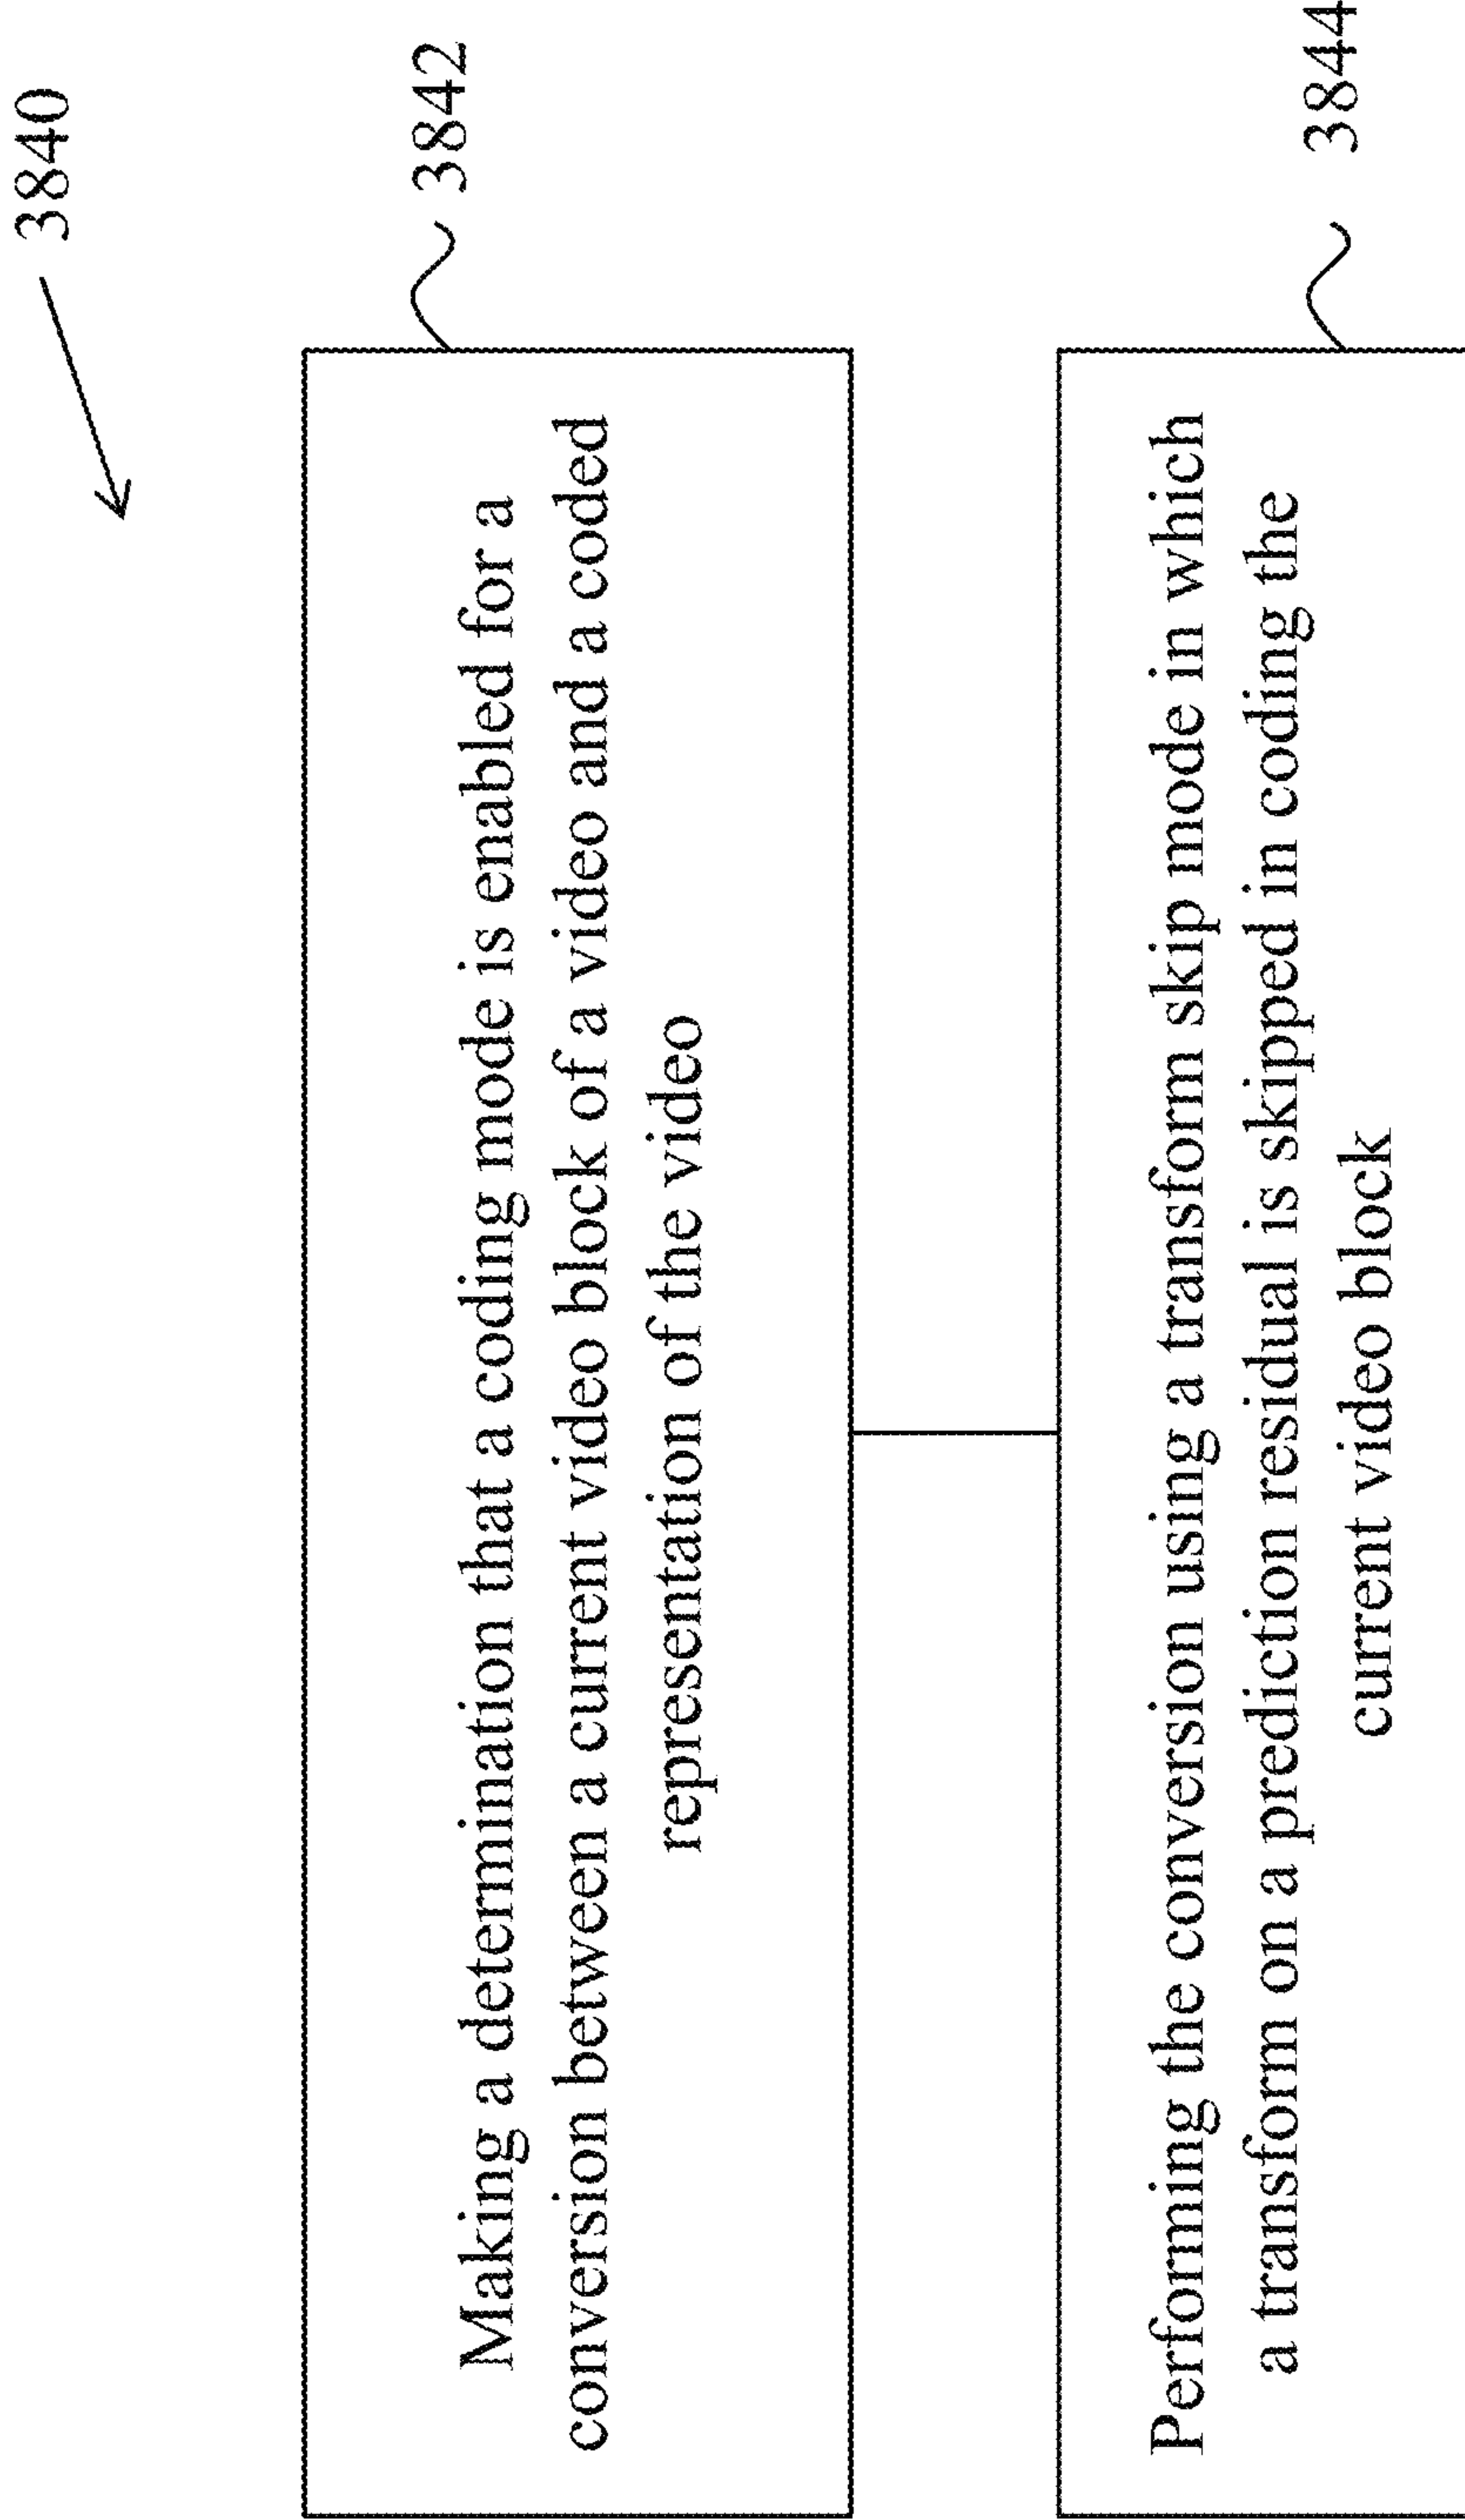 3840
3842
Making a determination that a coding mode is enabled for a
conversion between a current video block of a video and a coded
representation of the video
3844
Performing the conversion using a transform skip mode in which
a transform on a prediction residual is skipped in coding the
current video block